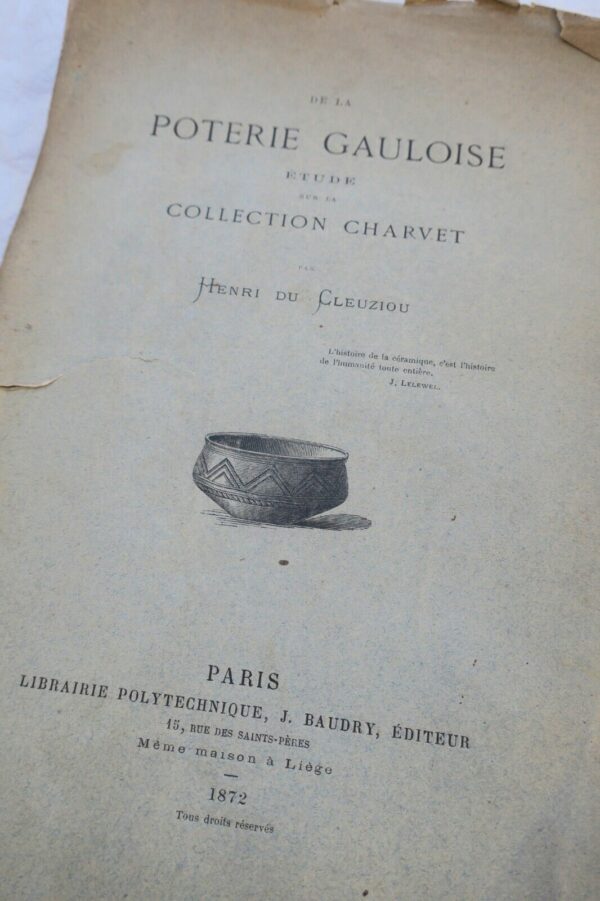 DE LA
POTERIE GAULOISE
ETUDE
SUR LA
COLLECTION CHARVET
PAR
HENRI DU CLEUZIOU
L'histoire de la céramique, c'est l'histoire
de l'humanité toute entière.
J. LELEWEL.
PARIS
LIBRAIRIE POLYTECHNIQUE, J. BAUDRY, ÉDITEUR
15, RUE DES SAINTS-PÈRES
Même maison à Liége
1872
Tous droits réservés